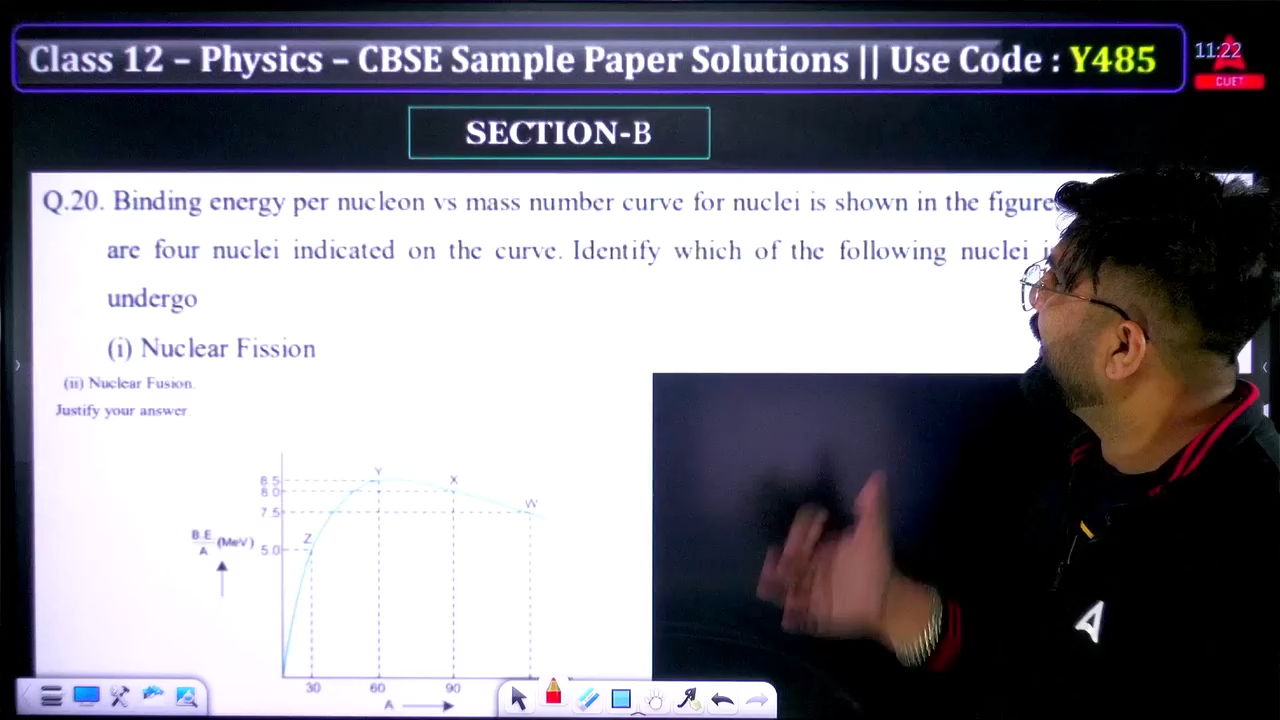 Class 12 – Physics – CBSE Sample Paper Solutions || Use Code : Y485
11:22
CUET
SECTION-B
Q.20. Binding energy per nucleon vs mass number curve for nuclei is shown in the figure
are four nuclei indicated on the curve. Identify which of the following nuclei
undergo
(i) Nuclear Fission
(ii) Nuclear Fusion.
Justify your answer
Y
X
W
Z
8.5
8.0
7.5
5.0
B.E
A
(MeV)
30
60
90
A